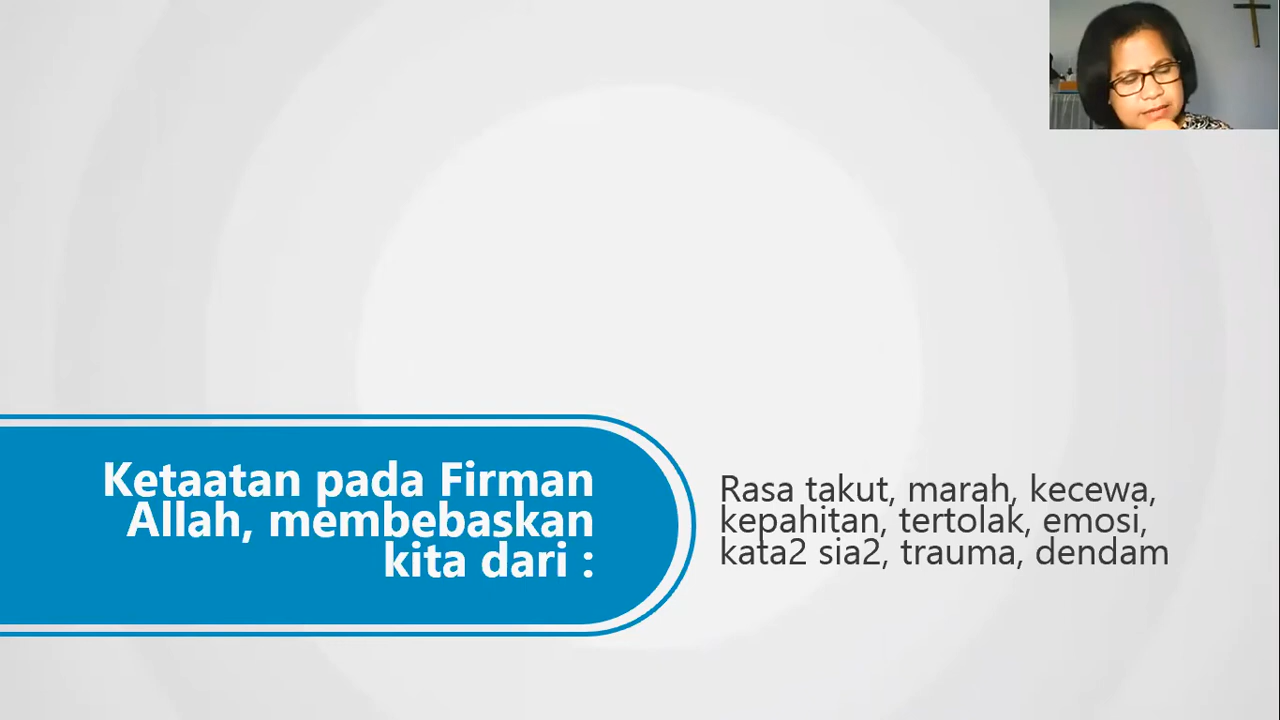 Ketaatan pada Firman
Allah, membebaskan
kita dari :
Rasa takut, marah, kecewa,
kepahitan, tertolak, emosi,
kata2 sia2, trauma, dendam